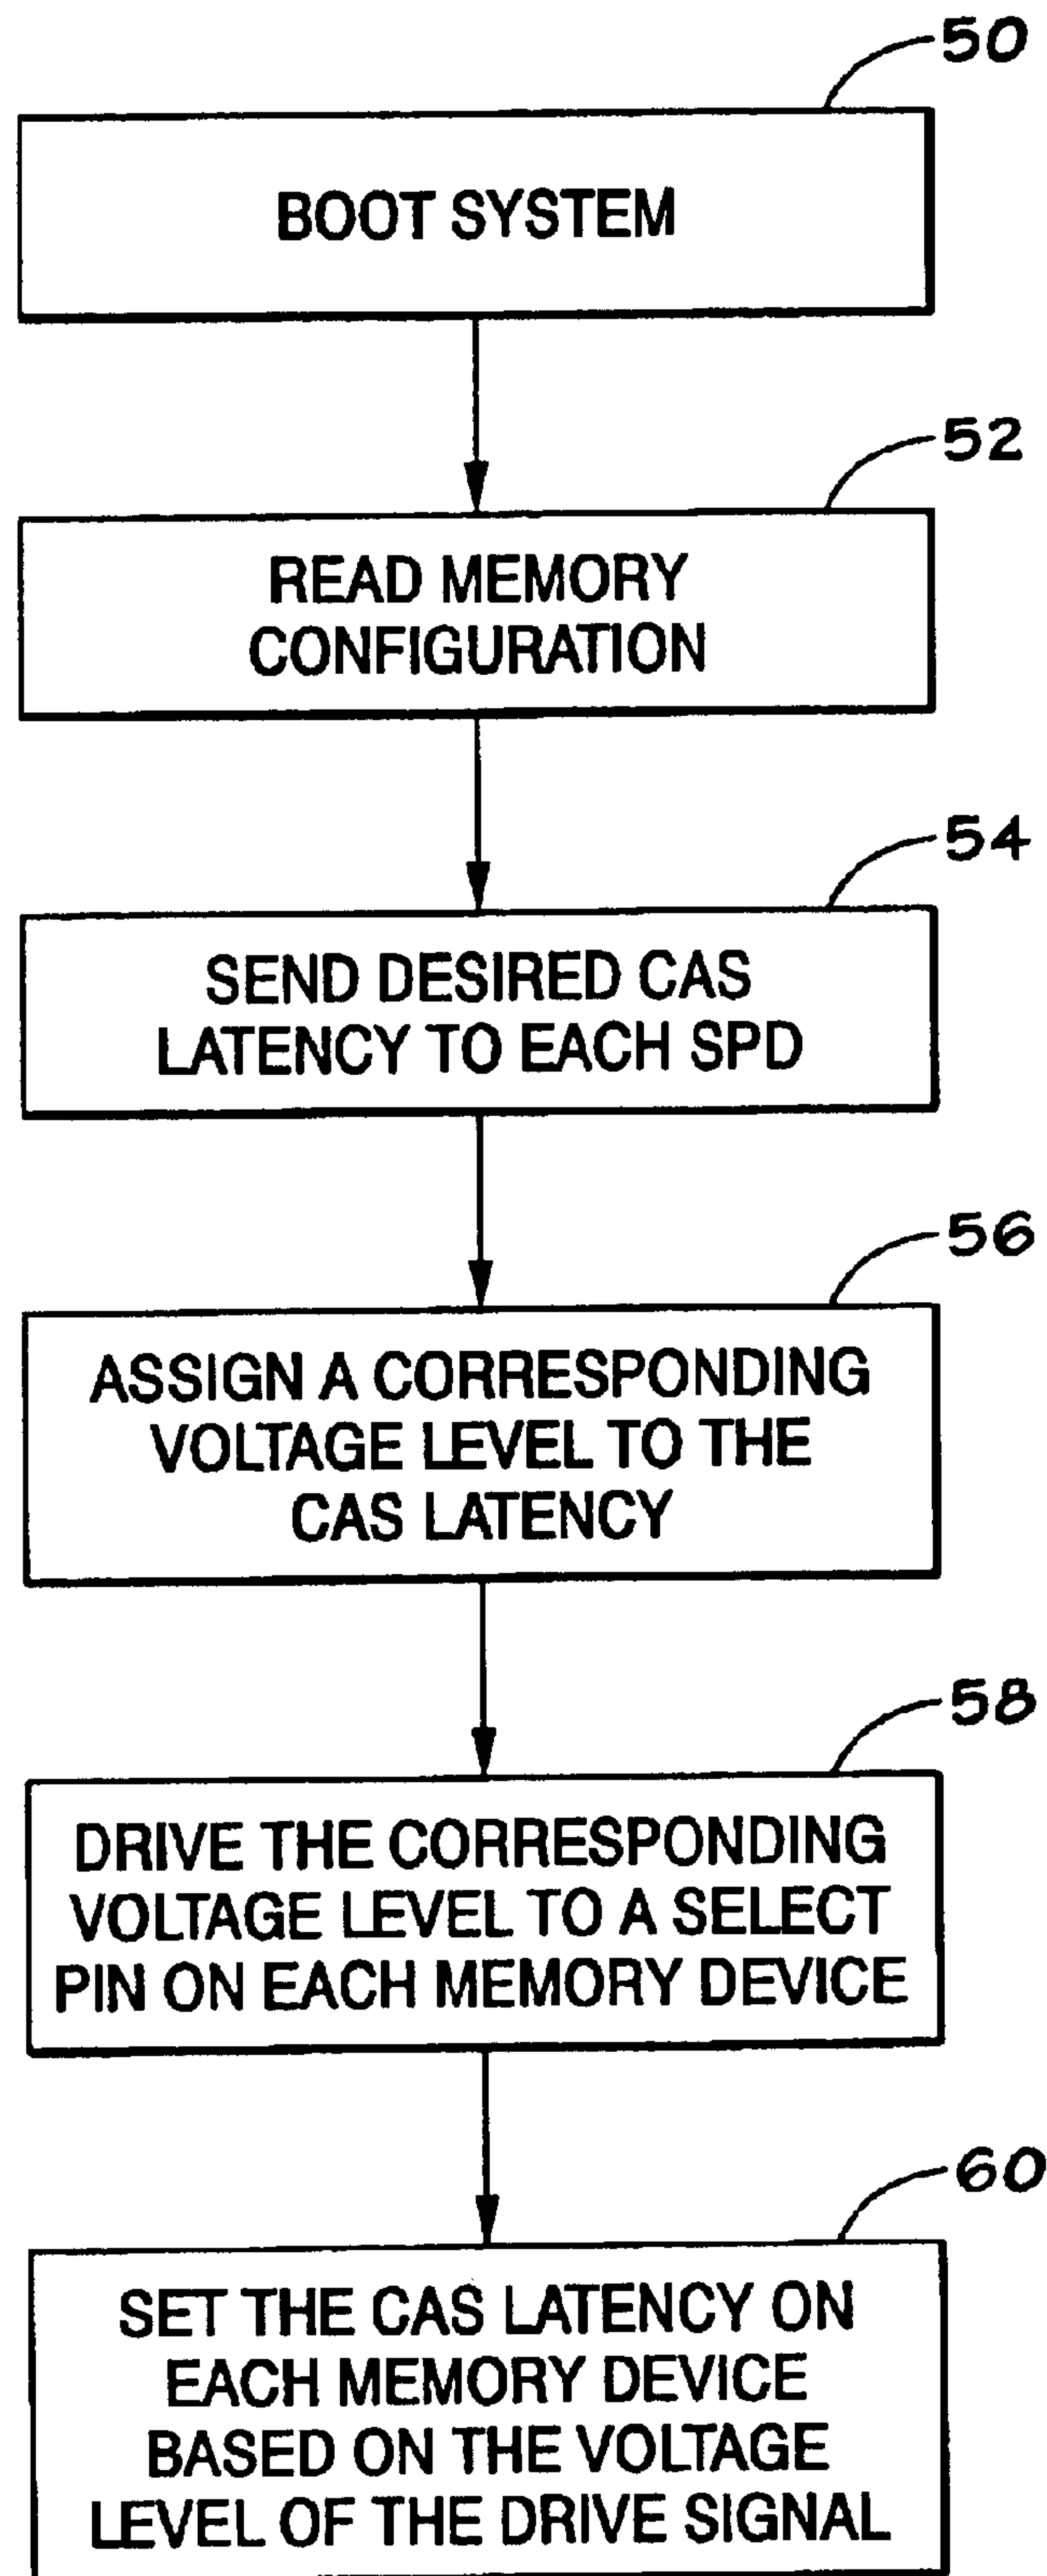 50
BOOT SYSTEM
52
READ MEMORY
CONFIGURATION
54
SEND DESIRED CAS
LATENCY TO EACH SPD
56
ASSIGN A CORRESPONDING
VOLTAGE LEVEL TO THE
CAS LATENCY
58
DRIVE THE CORRESPONDING
VOLTAGE LEVEL TO A SELECT
PIN ON EACH MEMORY DEVICE
60
SET THE CAS LATENCY ON
EACH MEMORY DEVICE
BASED ON THE VOLTAGE
LEVEL OF THE DRIVE SIGNAL